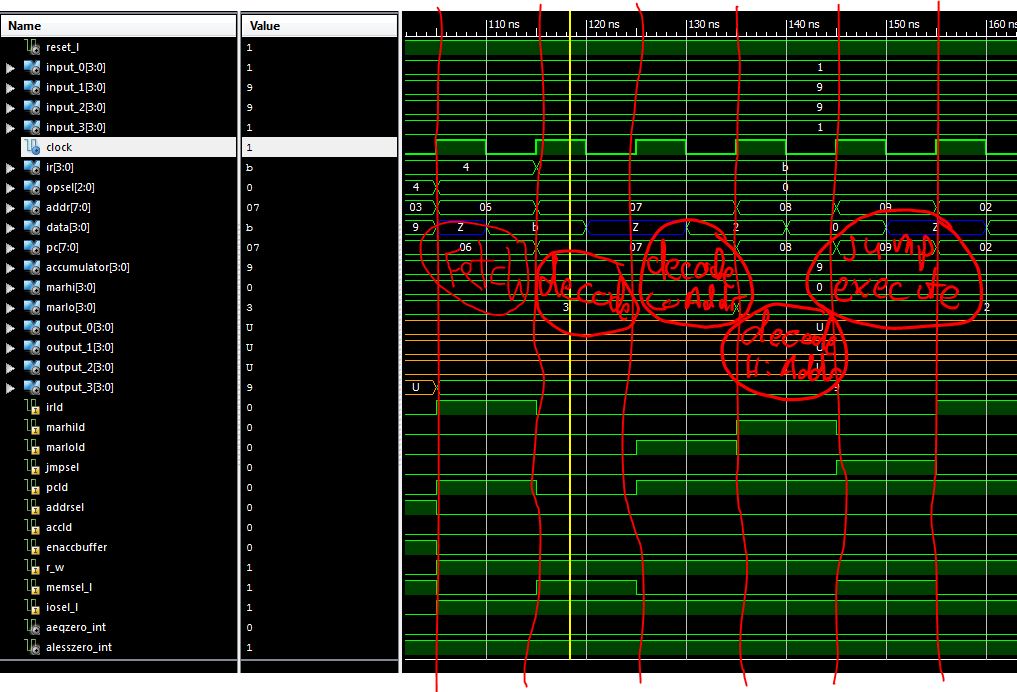 Name Value 110 ns 120 ns 130 ns 140 ns 150 ns 160 ns
reset_l 1
input_0[3:0] 1 1
input_1[3:0] 9 9
input_2[3:0] 9 9
input_3[3:0] 1 1
clock 1
ir[3:0] b 4 b
opsel[2:0] 0 4 0
addr[7:0] 07 03 06 07 08 09 02
data[3:0] b 9 Z b Z 2 0 Z
pc[7:0] 07 06 07 08 09 02
accumulator[3:0] 9 9
marhi[3:0] 0 0
marlo[3:0] 3 3 2
output_0[3:0] U U
output_1[3:0] U U
output_2[3:0] U
output_3[3:0] 9 U
irld 0
marhild 0
marlold 0
jmpsel 0
pcld 0
addrsel 0
accld 0
enaccbuffer 0
r_w 1
memsel_l 1
iosel_l 1
aeqzero_int 0
alesszero_int 1
Fetch
decode
decode
Lo Addr
decode
Hi Addr
jump
execute